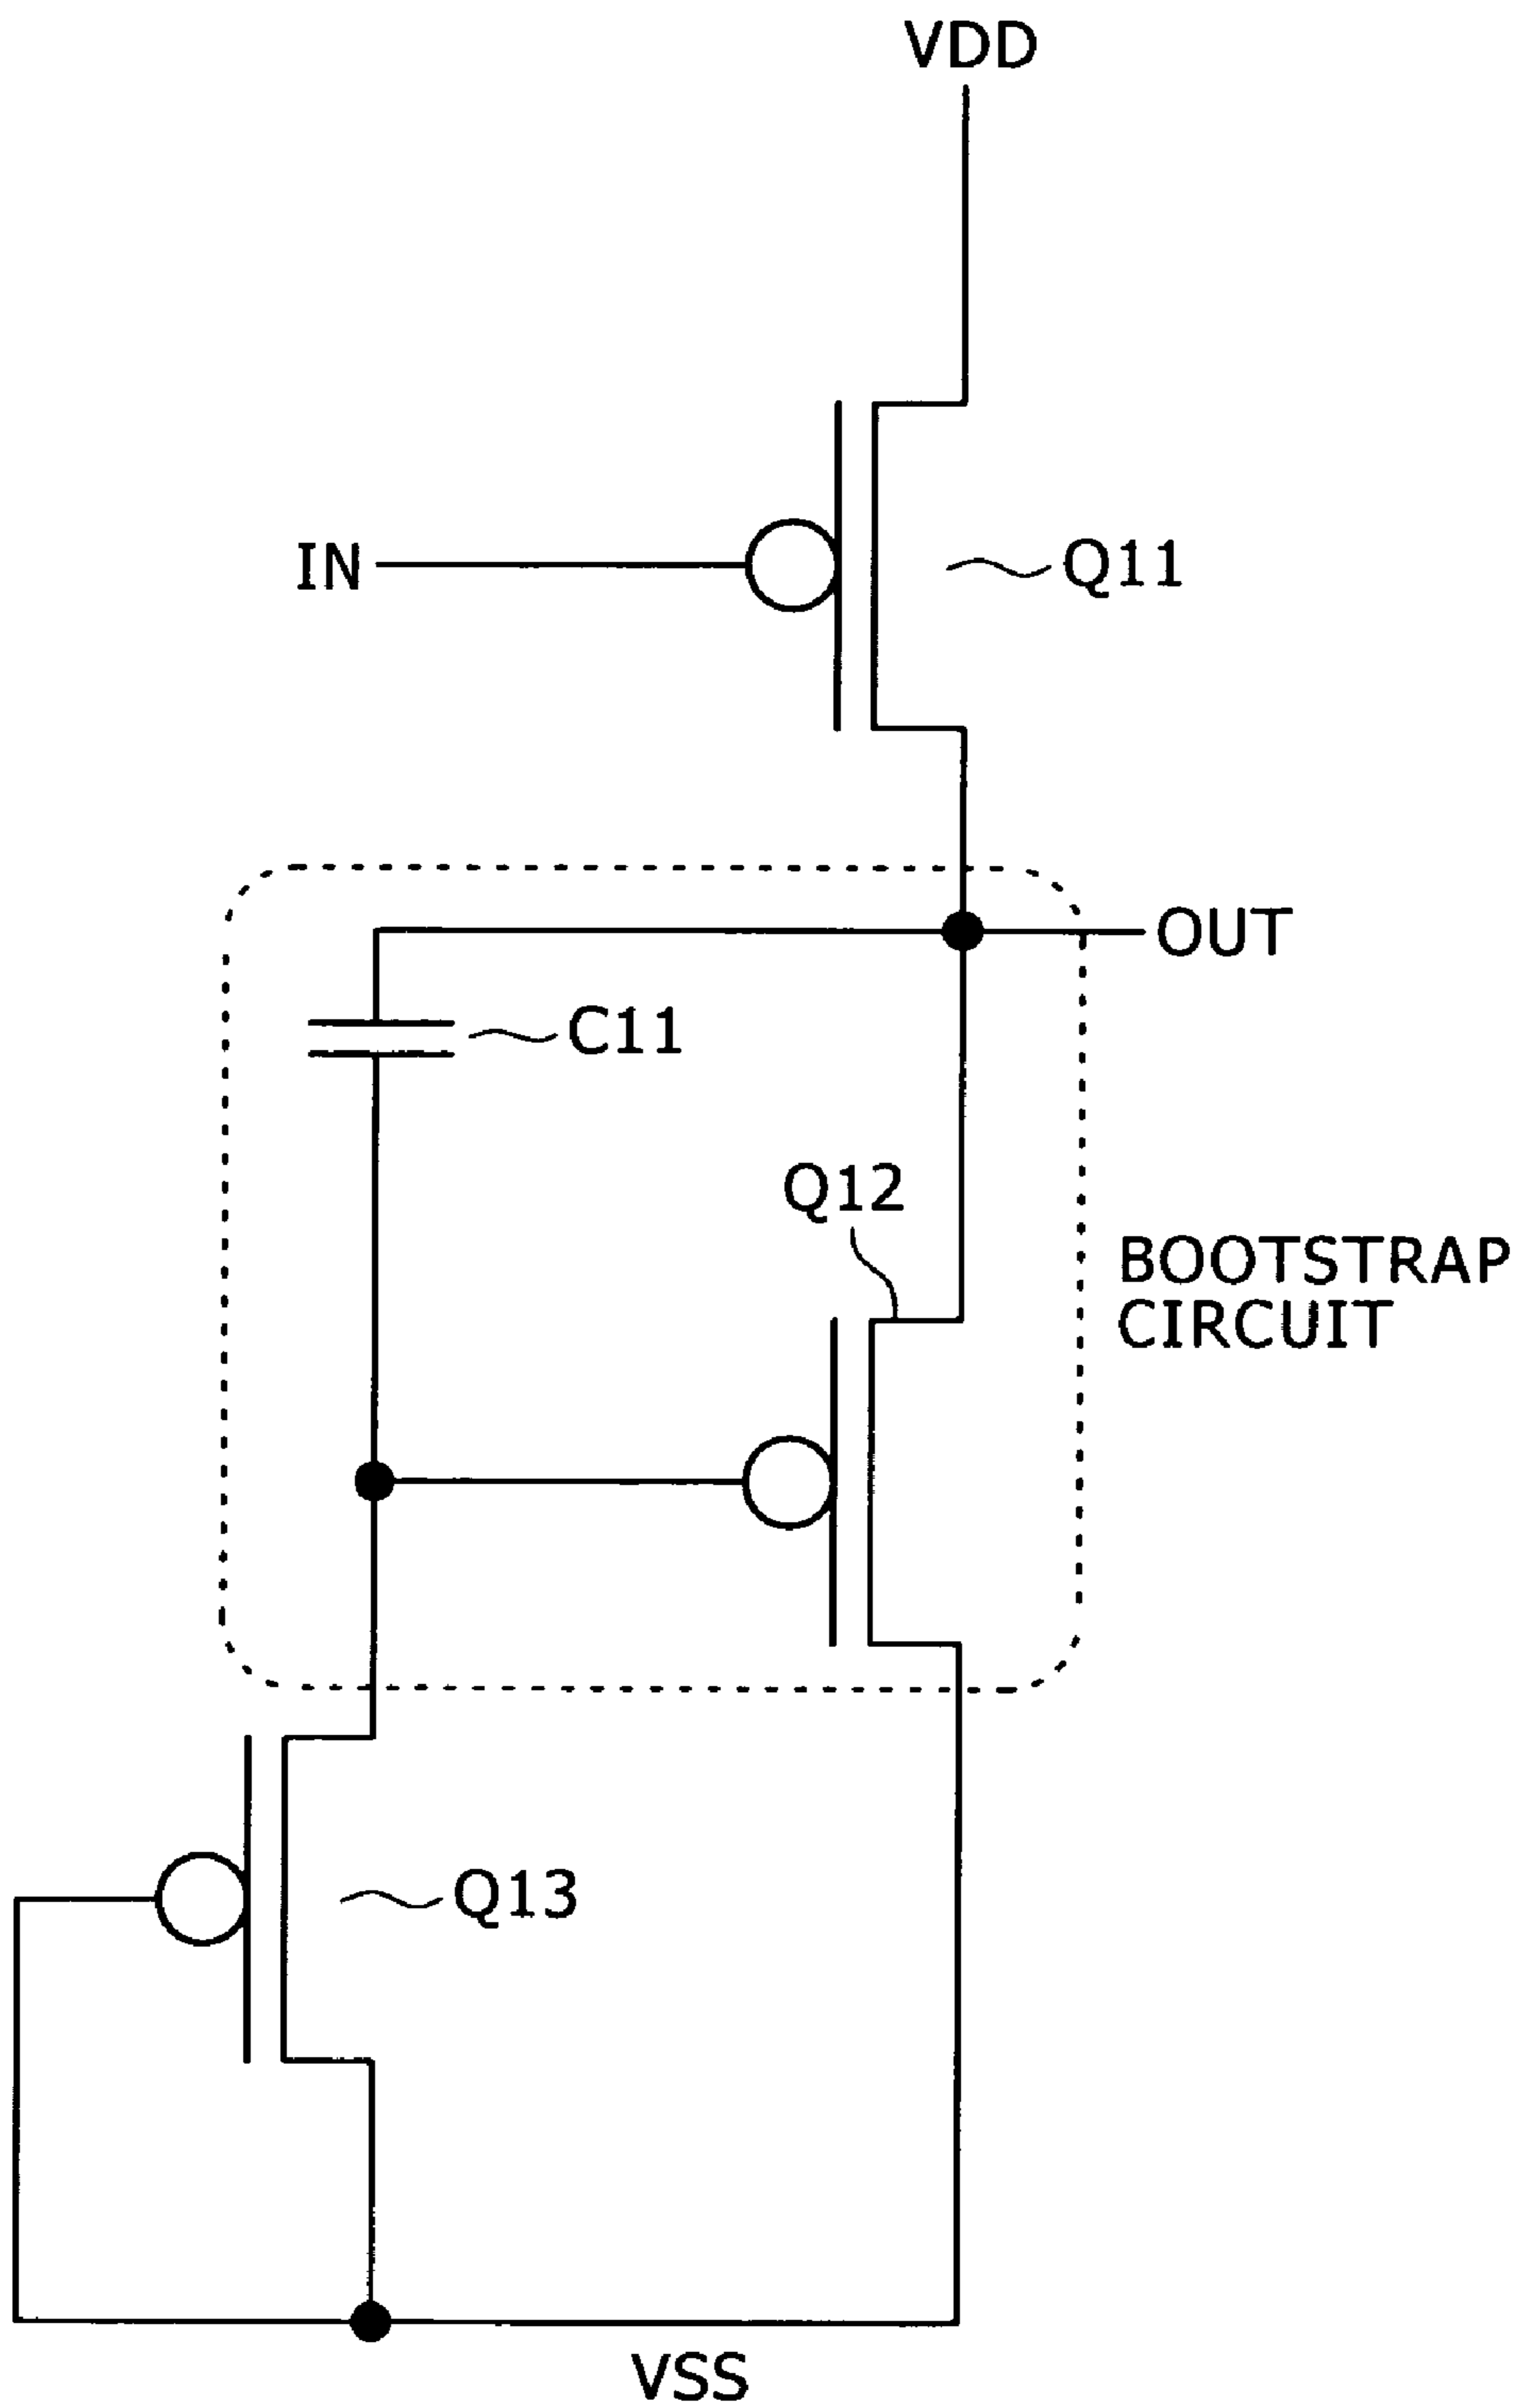 VDD
IN
Q11
OUT
C11
Q12
BOOTSTRAP
CIRCUIT
Q13
VSS